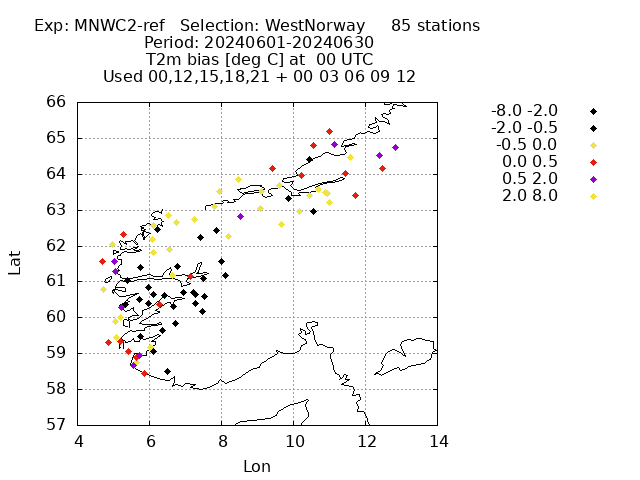 Exp: MNWC2-ref   Selection: WestNorway     85 stations
Period: 20240601-20240630
T2m bias [deg C] at  00 UTC
Used 00,12,15,18,21 + 00 03 06 09 12
66
65
64
63
62
61
60
59
58
57
4 6 8 10 12 14
Lat
Lon
-8.0 -2.0
-2.0 -0.5
-0.5 0.0
0.0 0.5
0.5 2.0
2.0 8.0